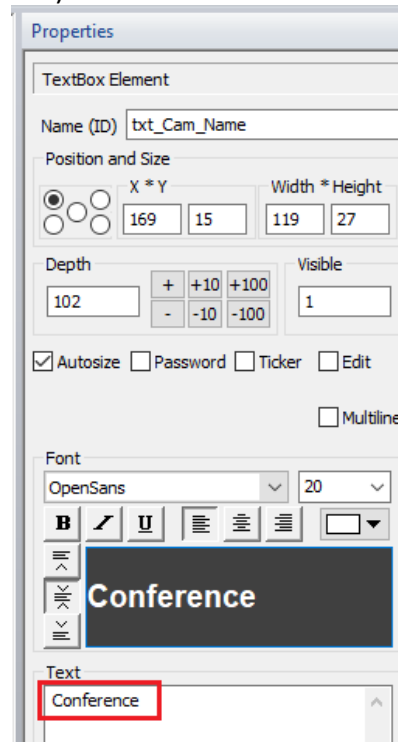 Properties
TextBox Element
Name (ID) txt_Cam_Name
Position and Size
X * Y Width * Height
169 15 119 27
Depth Visible
+ +10 +100
102 1
- -10 -100
Autosize Password Ticker Edit
Multiline
Font
OpenSans 20
B I U
Conference
Text
Conference